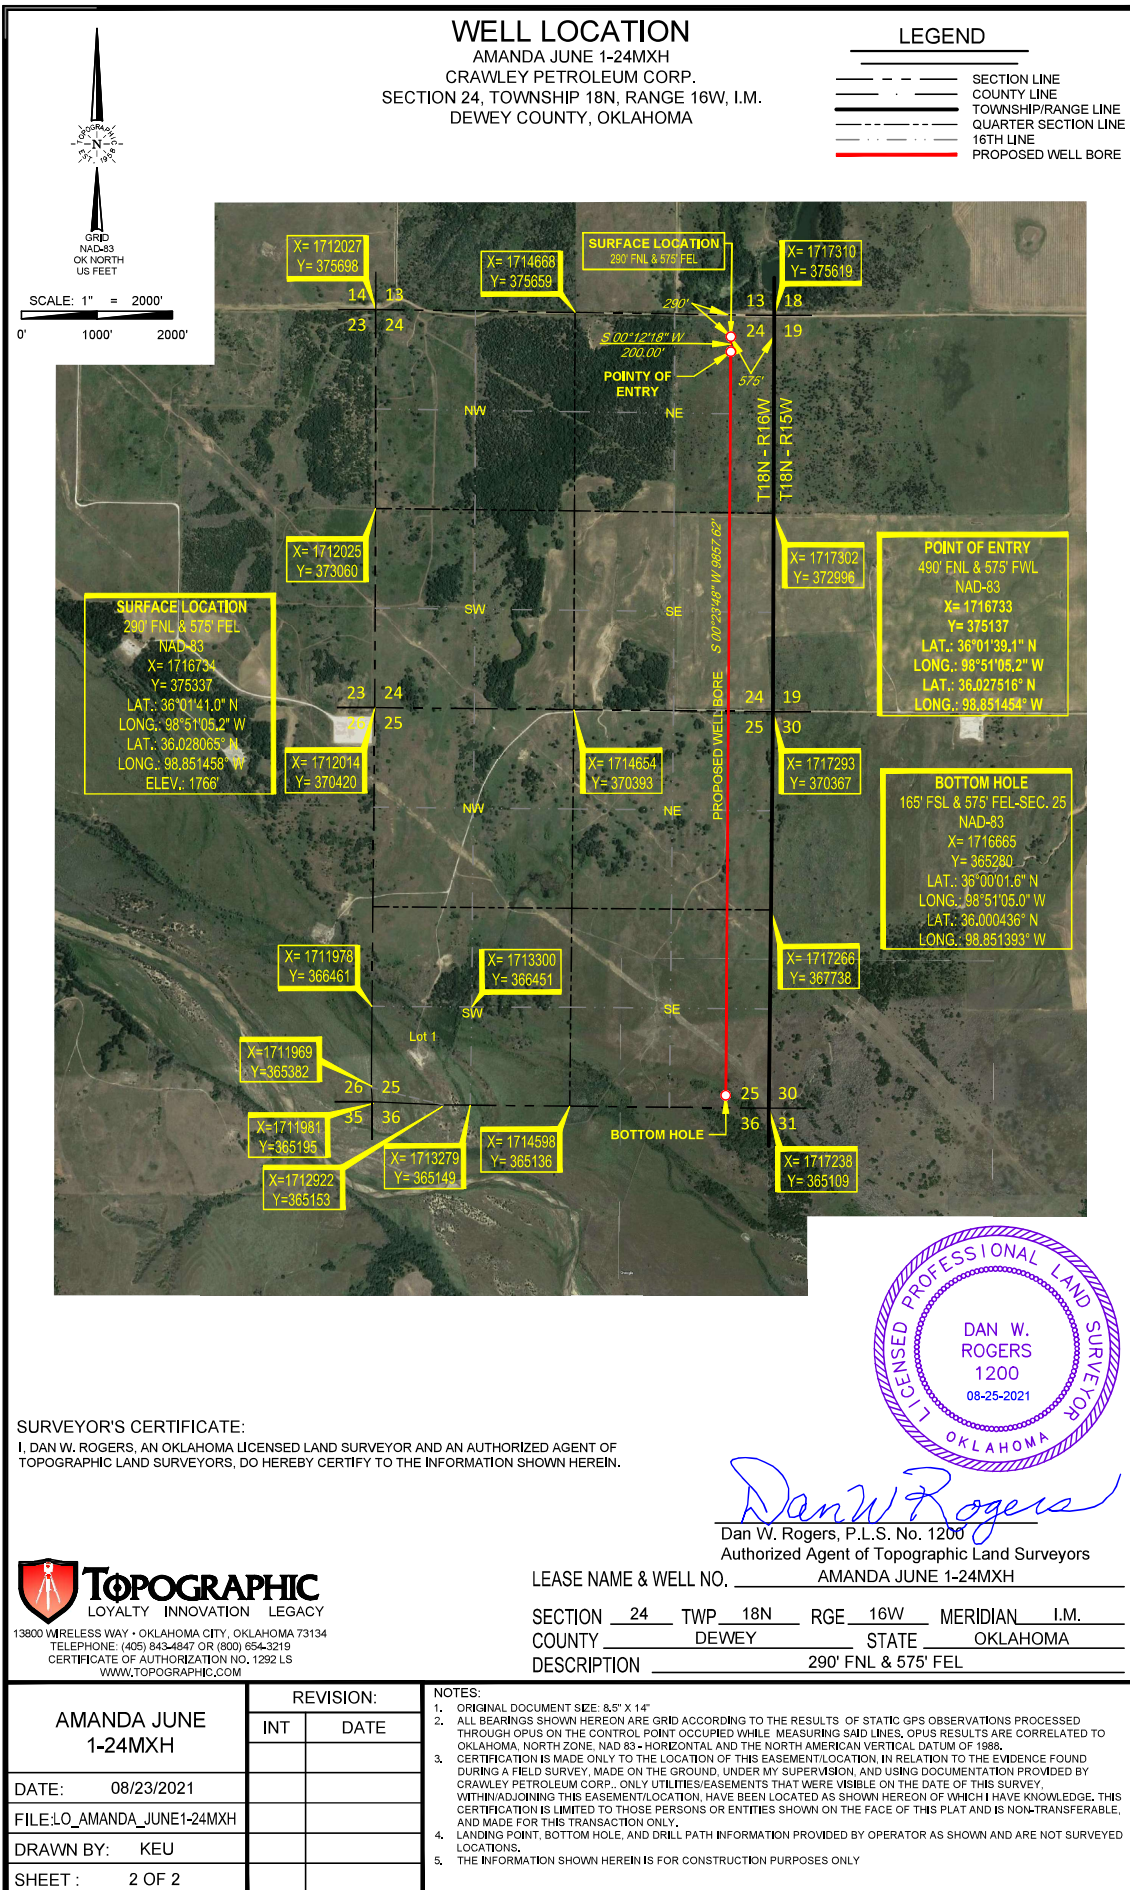 WELL LOCATION
AMANDA JUNE 1-24MXH
CRAWLEY PETROLEUM CORP.
SECTION 24, TOWNSHIP 18N, RANGE 16W, I.M.
DEWEY COUNTY, OKLAHOMA
LEGEND
SECTION LINE
COUNTY LINE
TOWNSHIP/RANGE LINE
QUARTER SECTION LINE
16TH LINE
PROPOSED WELL BORE
TOPOGRAPHIC
N
EST. 1958
GRID
NAD-83
OK NORTH
US FEET
SCALE: 1" = 2000'
0' 1000' 2000'
X= 1712027
Y= 375698
X= 1714668
Y= 375659
SURFACE LOCATION
290' FNL & 575' FEL
X= 1717310
Y= 375619
14 13
23 24
13 18
24 19
290'
S 00°12'18" W
200.00'
575'
POINTY OF
ENTRY
NW
NE
T18N - R16W
T18N - R15W
X= 1712025
Y= 373060
X= 1717302
Y= 372996
S 00°23'48" W 9857.62'
PROPOSED WELL BORE
POINT OF ENTRY
490' FNL & 575' FWL
NAD-83
X= 1716733
Y= 375137
LAT.: 36°01'39.1" N
LONG.: 98°51'05.2" W
LAT.: 36.027516° N
LONG.: 98.851454° W
SURFACE LOCATION
290' FNL & 575' FEL
NAD-83
X= 1716734
Y= 375337
LAT.: 36°01'41.0" N
LONG.: 98°51'05.2" W
LAT.: 36.028065° N
LONG.: 98.851458° W
ELEV.: 1766'
SW
SE
23 24
26 25
24 19
25 30
X= 1712014
Y= 370420
X= 1714654
Y= 370393
X= 1717293
Y= 370367
BOTTOM HOLE
165' FSL & 575' FEL-SEC. 25
NAD-83
X= 1716665
Y= 365280
LAT.: 36°00'01.6" N
LONG.: 98°51'05.0" W
LAT.: 36.000436° N
LONG.: 98.851393° W
NW
NE
X= 1711978
Y= 366461
X= 1713300
Y= 366451
X= 1717266
Y= 367738
SW
SE
Lot 1
X=1711969
Y=365382
26 25
35 36
25 30
36 31
X=1711981
Y=365195
X=1712922
Y=365153
X= 1713279
Y= 365149
X= 1714598
Y= 365136
BOTTOM HOLE
X= 1717238
Y= 365109
Google
LICENSED PROFESSIONAL LAND SURVEYOR
DAN W.
ROGERS
1200
08-25-2021
OKLAHOMA
SURVEYOR'S CERTIFICATE:
I, DAN W. ROGERS, AN OKLAHOMA LICENSED LAND SURVEYOR AND AN AUTHORIZED AGENT OF
TOPOGRAPHIC LAND SURVEYORS, DO HEREBY CERTIFY TO THE INFORMATION SHOWN HEREIN.
Dan W Rogers
Dan W. Rogers, P.L.S. No. 1200
Authorized Agent of Topographic Land Surveyors
TOPOGRAPHIC
LOYALTY INNOVATION LEGACY
13800 WIRELESS WAY • OKLAHOMA CITY, OKLAHOMA 73134
TELEPHONE: (405) 843-4847 OR (800) 654-3219
CERTIFICATE OF AUTHORIZATION NO. 1292 LS
WWW.TOPOGRAPHIC.COM
LEASE NAME & WELL NO. AMANDA JUNE 1-24MXH
SECTION 24 TWP 18N RGE 16W MERIDIAN I.M.
COUNTY DEWEY STATE OKLAHOMA
DESCRIPTION 290' FNL & 575' FEL
AMANDA JUNE
1-24MXH
REVISION:
INT DATE
DATE: 08/23/2021
FILE:LO_AMANDA_JUNE1-24MXH
DRAWN BY: KEU
SHEET : 2 OF 2
NOTES:
1. ORIGINAL DOCUMENT SIZE: 8.5" X 14"
2. ALL BEARINGS SHOWN HEREON ARE GRID ACCORDING TO THE RESULTS OF STATIC GPS OBSERVATIONS PROCESSED
THROUGH OPUS ON THE CONTROL POINT OCCUPIED WHILE MEASURING SAID LINES. OPUS RESULTS ARE CORRELATED TO
OKLAHOMA, NORTH ZONE, NAD 83 - HORIZONTAL AND THE NORTH AMERICAN VERTICAL DATUM OF 1988.
3. CERTIFICATION IS MADE ONLY TO THE LOCATION OF THIS EASEMENT/LOCATION, IN RELATION TO THE EVIDENCE FOUND
DURING A FIELD SURVEY, MADE ON THE GROUND, UNDER MY SUPERVISION, AND USING DOCUMENTATION PROVIDED BY
CRAWLEY PETROLEUM CORP.. ONLY UTILITIES/EASEMENTS THAT WERE VISIBLE ON THE DATE OF THIS SURVEY,
WITHIN/ADJOINING THIS EASEMENT/LOCATION, HAVE BEEN LOCATED AS SHOWN HEREON OF WHICH I HAVE KNOWLEDGE. THIS
CERTIFICATION IS LIMITED TO THOSE PERSONS OR ENTITIES SHOWN ON THE FACE OF THIS PLAT AND IS NON-TRANSFERABLE,
AND MADE FOR THIS TRANSACTION ONLY.
4. LANDING POINT, BOTTOM HOLE, AND DRILL PATH INFORMATION PROVIDED BY OPERATOR AS SHOWN AND ARE NOT SURVEYED
LOCATIONS.
5. THE INFORMATION SHOWN HEREIN IS FOR CONSTRUCTION PURPOSES ONLY